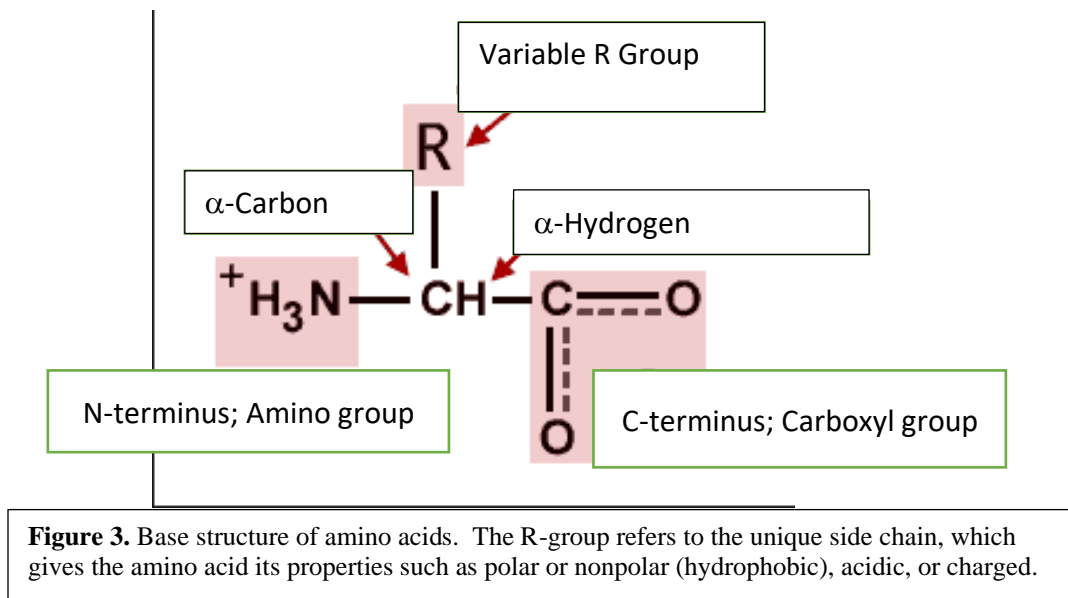 Variable R Group
R
α-Carbon
α-Hydrogen
+H3N CH C O
O
N-terminus; Amino group
C-terminus; Carboxyl group
Figure 3. Base structure of amino acids. The R-group refers to the unique side chain, which
gives the amino acid its properties such as polar or nonpolar (hydrophobic), acidic, or charged.